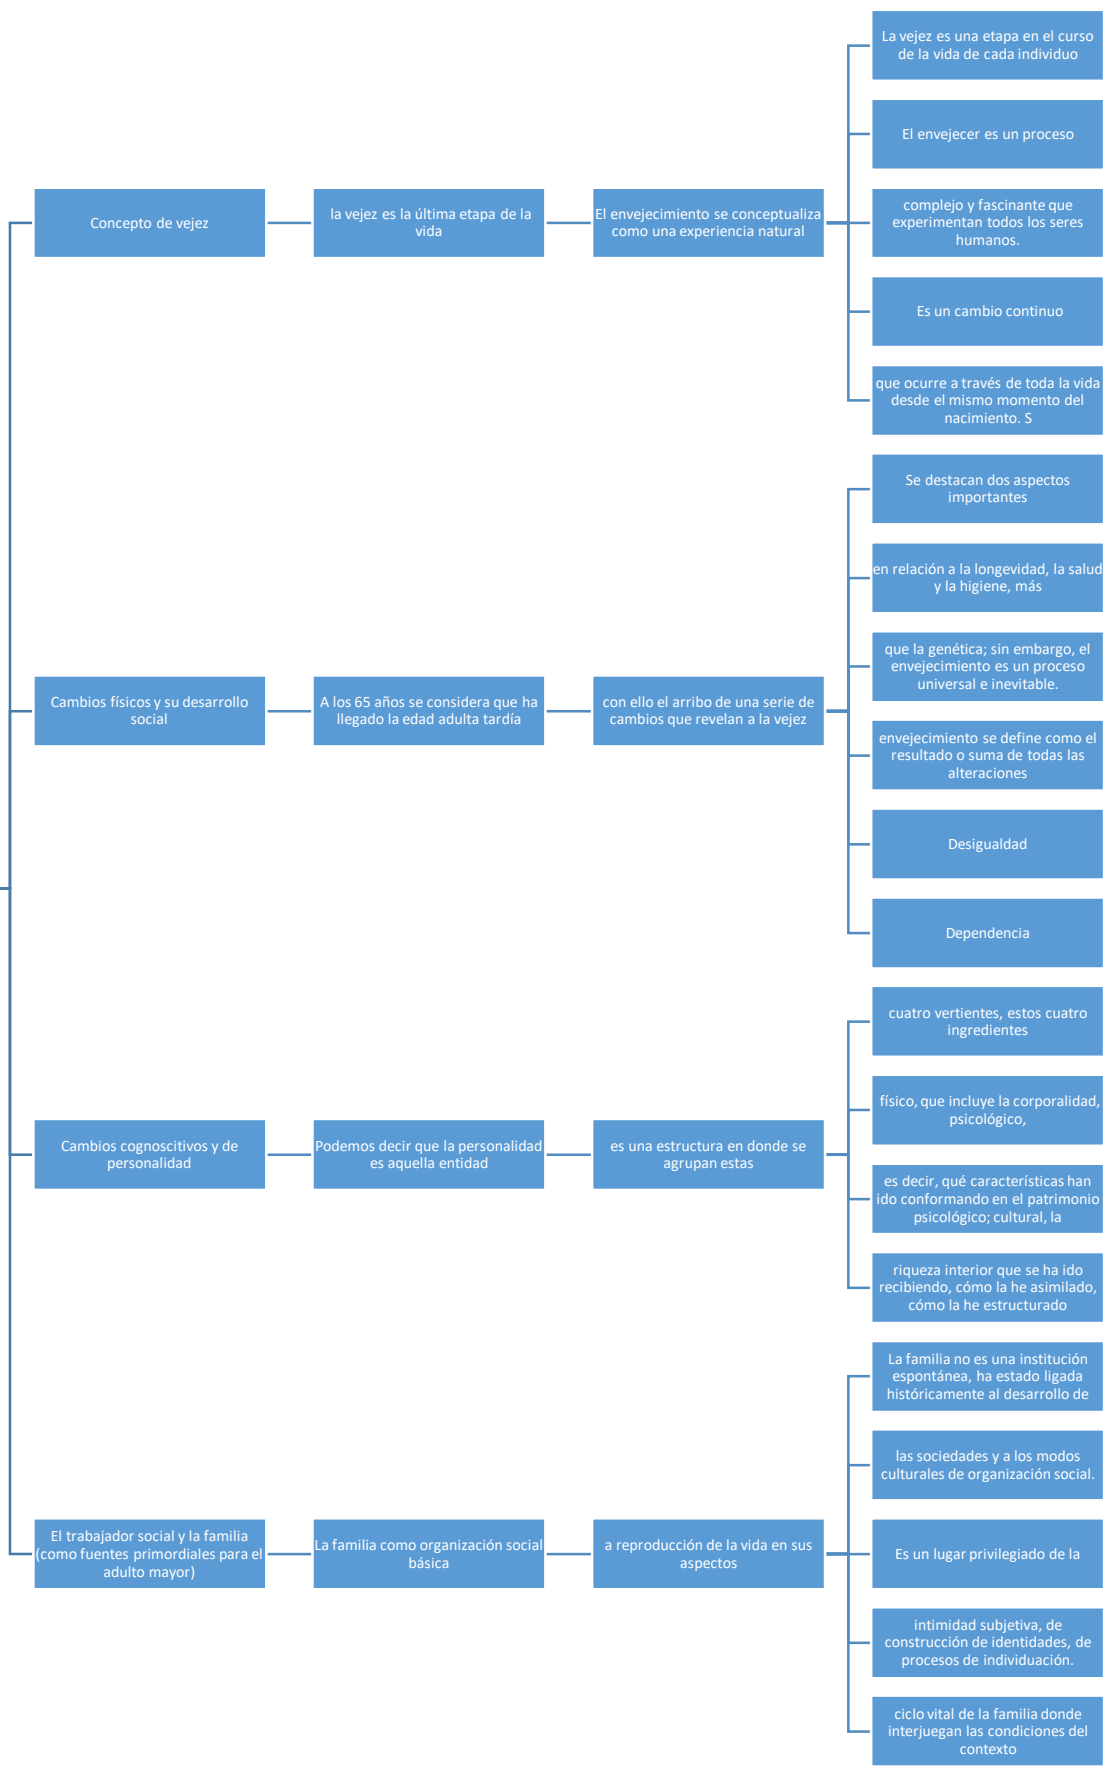 Concepto de vejez
la vejez es la última etapa de la
vida
El envejecimiento se conceptualiza
como una experiencia natural
La vejez es una etapa en el curso
de la vida de cada individuo
El envejecer es un proceso
complejo y fascinante que
experimentan todos los seres
humanos.
Es un cambio continuo
que ocurre a través de toda la vida
desde el mismo momento del
nacimiento. S
Cambios físicos y su desarrollo
social
A los 65 años se considera que ha
llegado la edad adulta tardía
con ello el arribo de una serie de
cambios que revelan a la vejez
Se destacan dos aspectos
importantes
en relación a la longevidad, la salud
y la higiene, más
que la genética; sin embargo, el
envejecimiento es un proceso
universal e inevitable.
envejecimiento se define como el
resultado o suma de todas las
alteraciones
Desigualdad
Dependencia
Cambios cognoscitivos y de
personalidad
Podemos decir que la personalidad
es aquella entidad
es una estructura en donde se
agrupan estas
cuatro vertientes, estos cuatro
ingredientes
físico, que incluye la corporalidad,
psicológico,
es decir, qué características han
ido conformando en el patrimonio
psicológico; cultural, la
riqueza interior que se ha ido
recibiendo, cómo la he asimilado,
cómo la he estructurado
El trabajador social y la familia
(como fuentes primordiales para el
adulto mayor)
La familia como organización social
básica
a reproducción de la vida en sus
aspectos
La familia no es una institución
espontánea, ha estado ligada
históricamente al desarrollo de
las sociedades y a los modos
culturales de organización social.
Es un lugar privilegiado de la
intimidad subjetiva, de
construcción de identidades, de
procesos de individuación.
ciclo vital de la familia donde
interjuegan las condiciones del
contexto